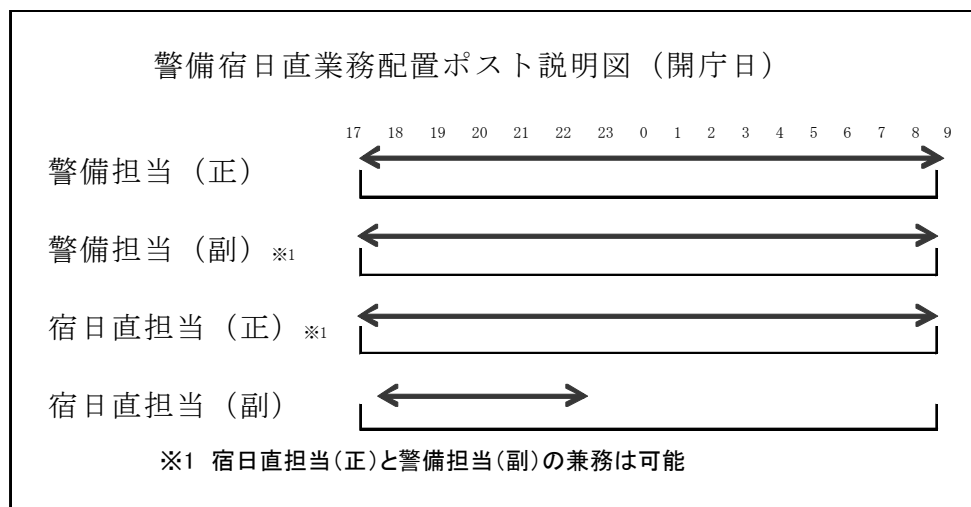 警備宿日直業務配置ポスト説明図（開庁日）
17 18 19 20 21 22 23 0 1 2 3 4 5 6 7 8 9
警備担当（正）
警備担当（副）※1
宿日直担当（正）※1
宿日直担当（副）
※1 宿日直担当(正)と警備担当(副)の兼務は可能